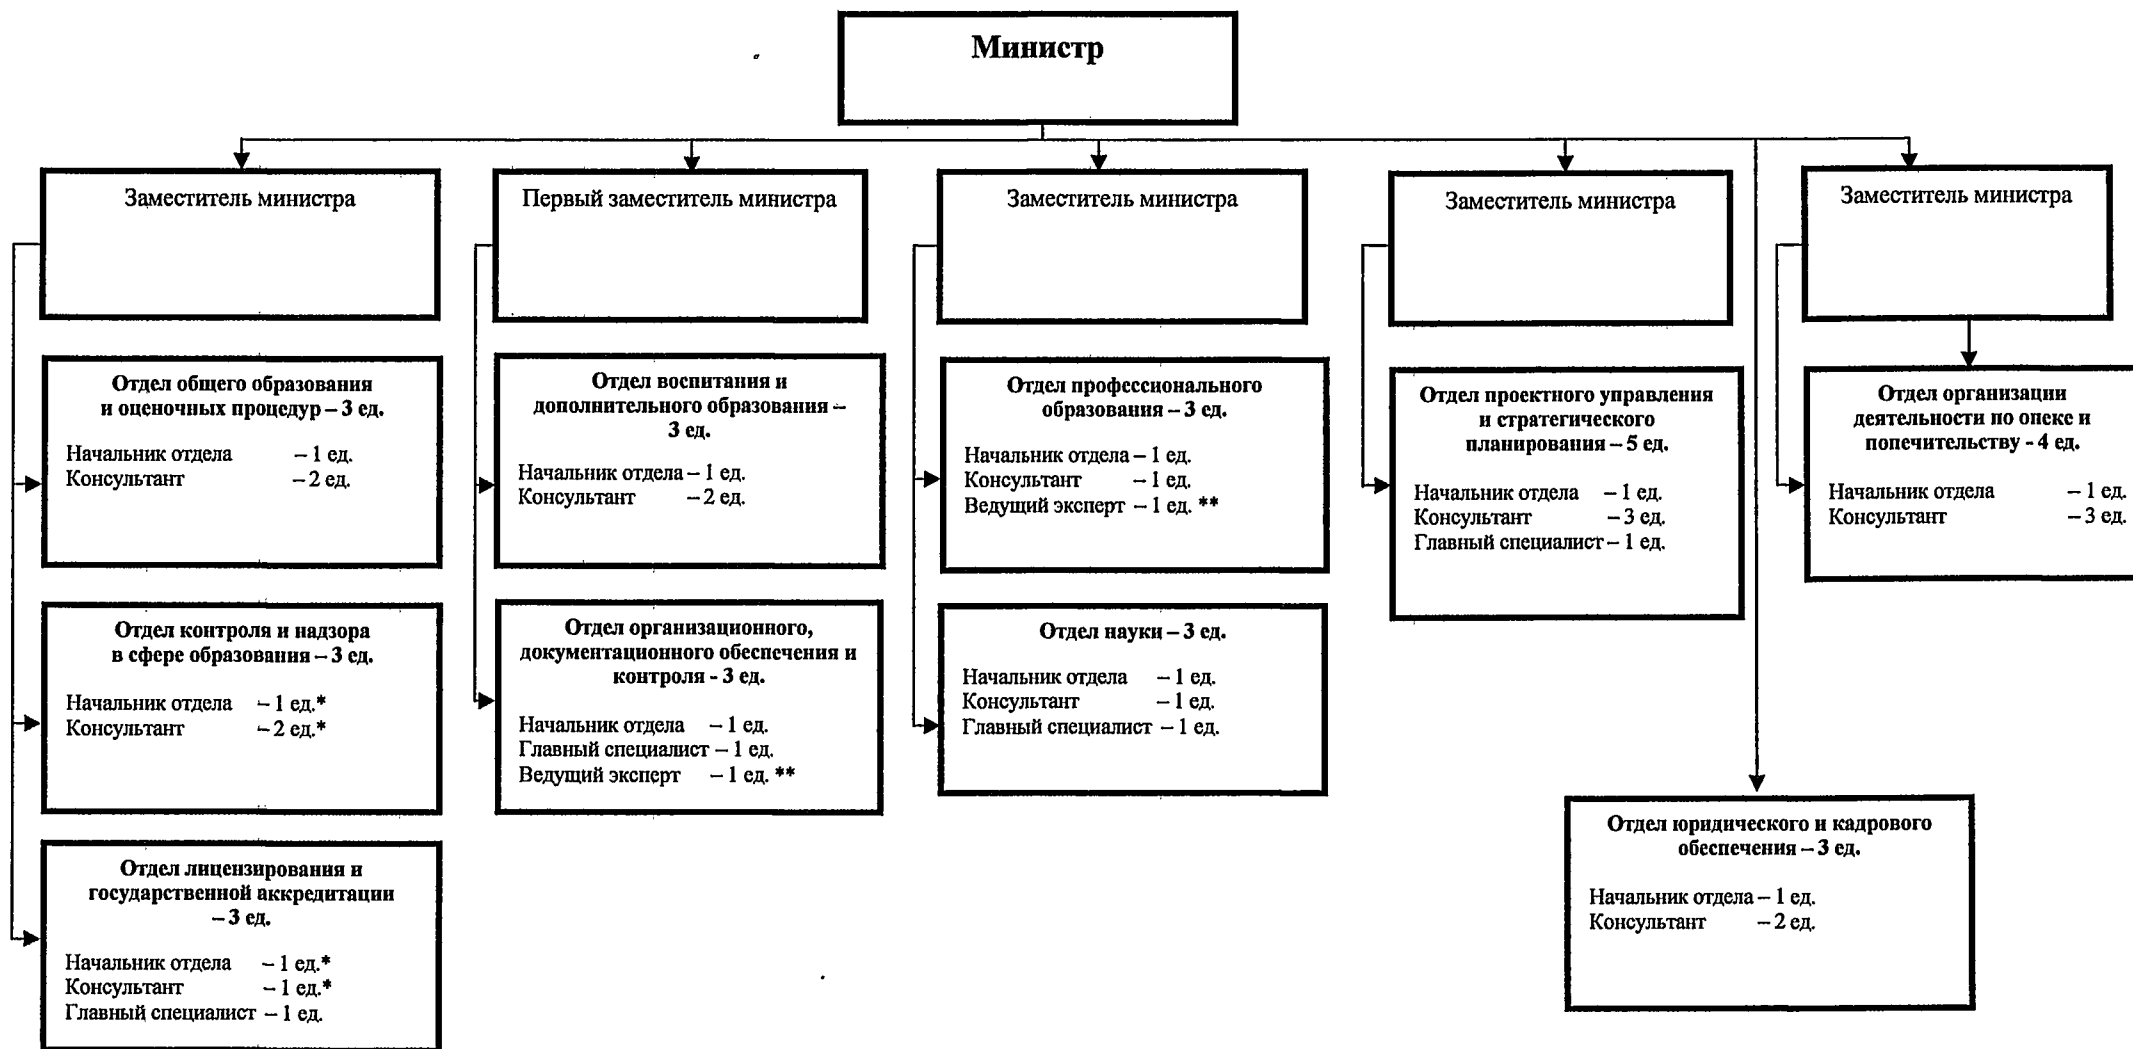 Министр
Заместитель министра
Первый заместитель министра
Заместитель министра
Заместитель министра
Заместитель министра
Отдел общего образования
и оценочных процедур – 3 ед.
Начальник отдела – 1 ед.
Консультант – 2 ед.
Отдел контроля и надзора
в сфере образования – 3 ед.
Начальник отдела – 1 ед.*
Консультант – 2 ед.*
Отдел лицензирования и
государственной аккредитации
– 3 ед.
Начальник отдела – 1 ед.*
Консультант – 1 ед.*
Главный специалист – 1 ед.
Отдел воспитания и
дополнительного образования –
3 ед.
Начальник отдела – 1 ед.
Консультант – 2 ед.
Отдел организационного,
документационного обеспечения и
контроля - 3 ед.
Начальник отдела – 1 ед.
Главный специалист – 1 ед.
Ведущий эксперт – 1 ед. **
Отдел профессионального
образования – 3 ед.
Начальник отдела – 1 ед.
Консультант – 1 ед.
Ведущий эксперт – 1 ед. **
Отдел науки – 3 ед.
Начальник отдела – 1 ед.
Консультант – 1 ед.
Главный специалист – 1 ед.
Отдел проектного управления
и стратегического
планирования – 5 ед.
Начальник отдела – 1 ед.
Консультант – 3 ед.
Главный специалист – 1 ед.
Отдел организации
деятельности по опеке и
попечительству - 4 ед.
Начальник отдела – 1 ед.
Консультант – 3 ед.
Отдел юридического и кадрового
обеспечения – 3 ед.
Начальник отдела – 1 ед.
Консультант – 2 ед.